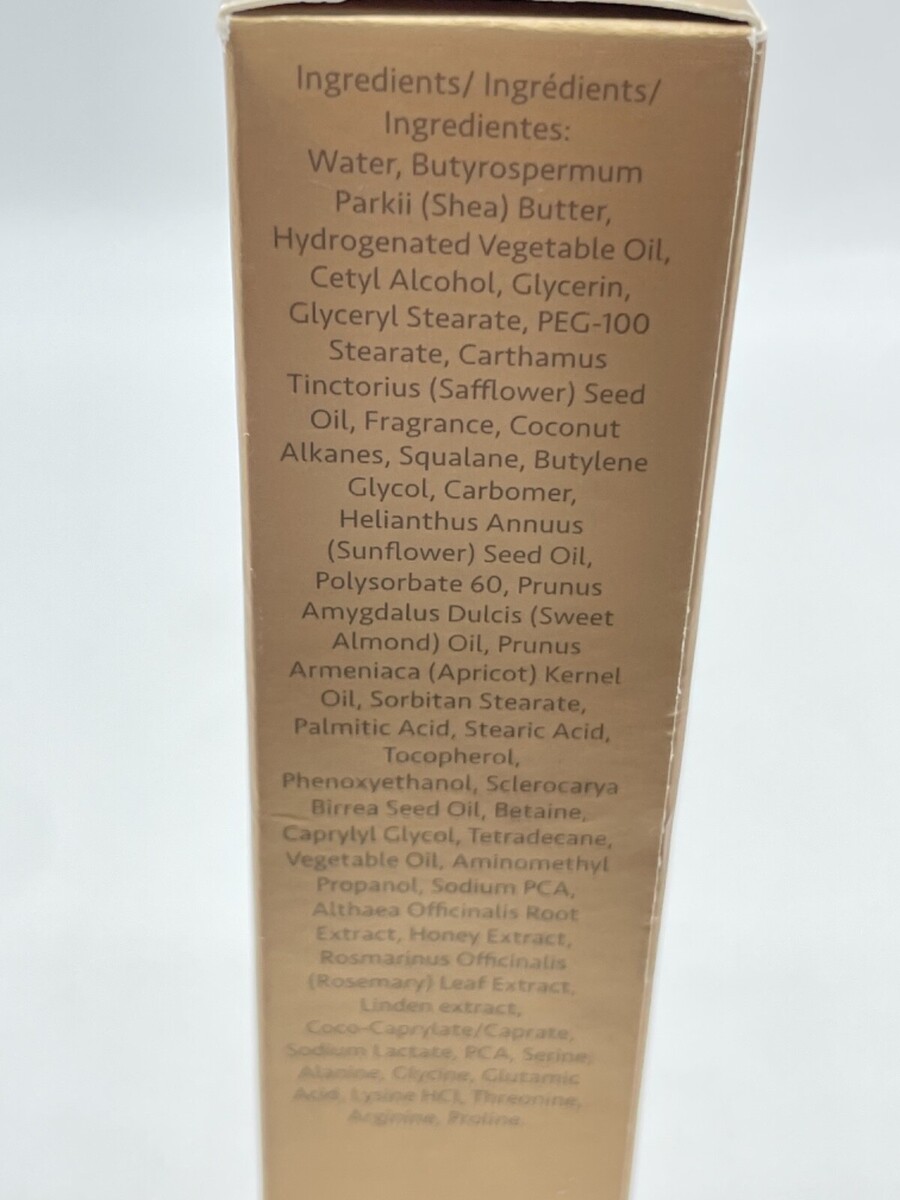 Ingredients/ Ingrédients/
Ingredientes:
Water, Butyrospermum
Parkii (Shea) Butter,
Hydrogenated Vegetable Oil,
Cetyl Alcohol, Glycerin,
Glyceryl Stearate, PEG-100
Stearate, Carthamus
Tinctorius (Safflower) Seed
Oil, Fragrance, Coconut
Alkanes, Squalane, Butylene
Glycol, Carbomer,
Helianthus Annuus
(Sunflower) Seed Oil,
Polysorbate 60, Prunus
Amygdalus Dulcis (Sweet
Almond) Oil, Prunus
Armeniaca (Apricot) Kernel
Oil, Sorbitan Stearate,
Palmitic Acid, Stearic Acid,
Tocopherol,
Phenoxyethanol, Sclerocarya
Birrea Seed Oil, Betaine,
Caprylyl Glycol, Tetradecane,
Vegetable Oil, Aminomethyl
Propanol, Sodium PCA,
Althaea Officinalis Root
Extract, Honey Extract,
Rosmarinus Officinalis
(Rosemary) Leaf Extract,
Linden extract,
Coco-Caprylate/Caprate,
Sodium Lactate, PCA, Serine,
Alanine, Glycine, Glutamic
Acid, Lysine HCl, Threonine,
Arginine, Proline.